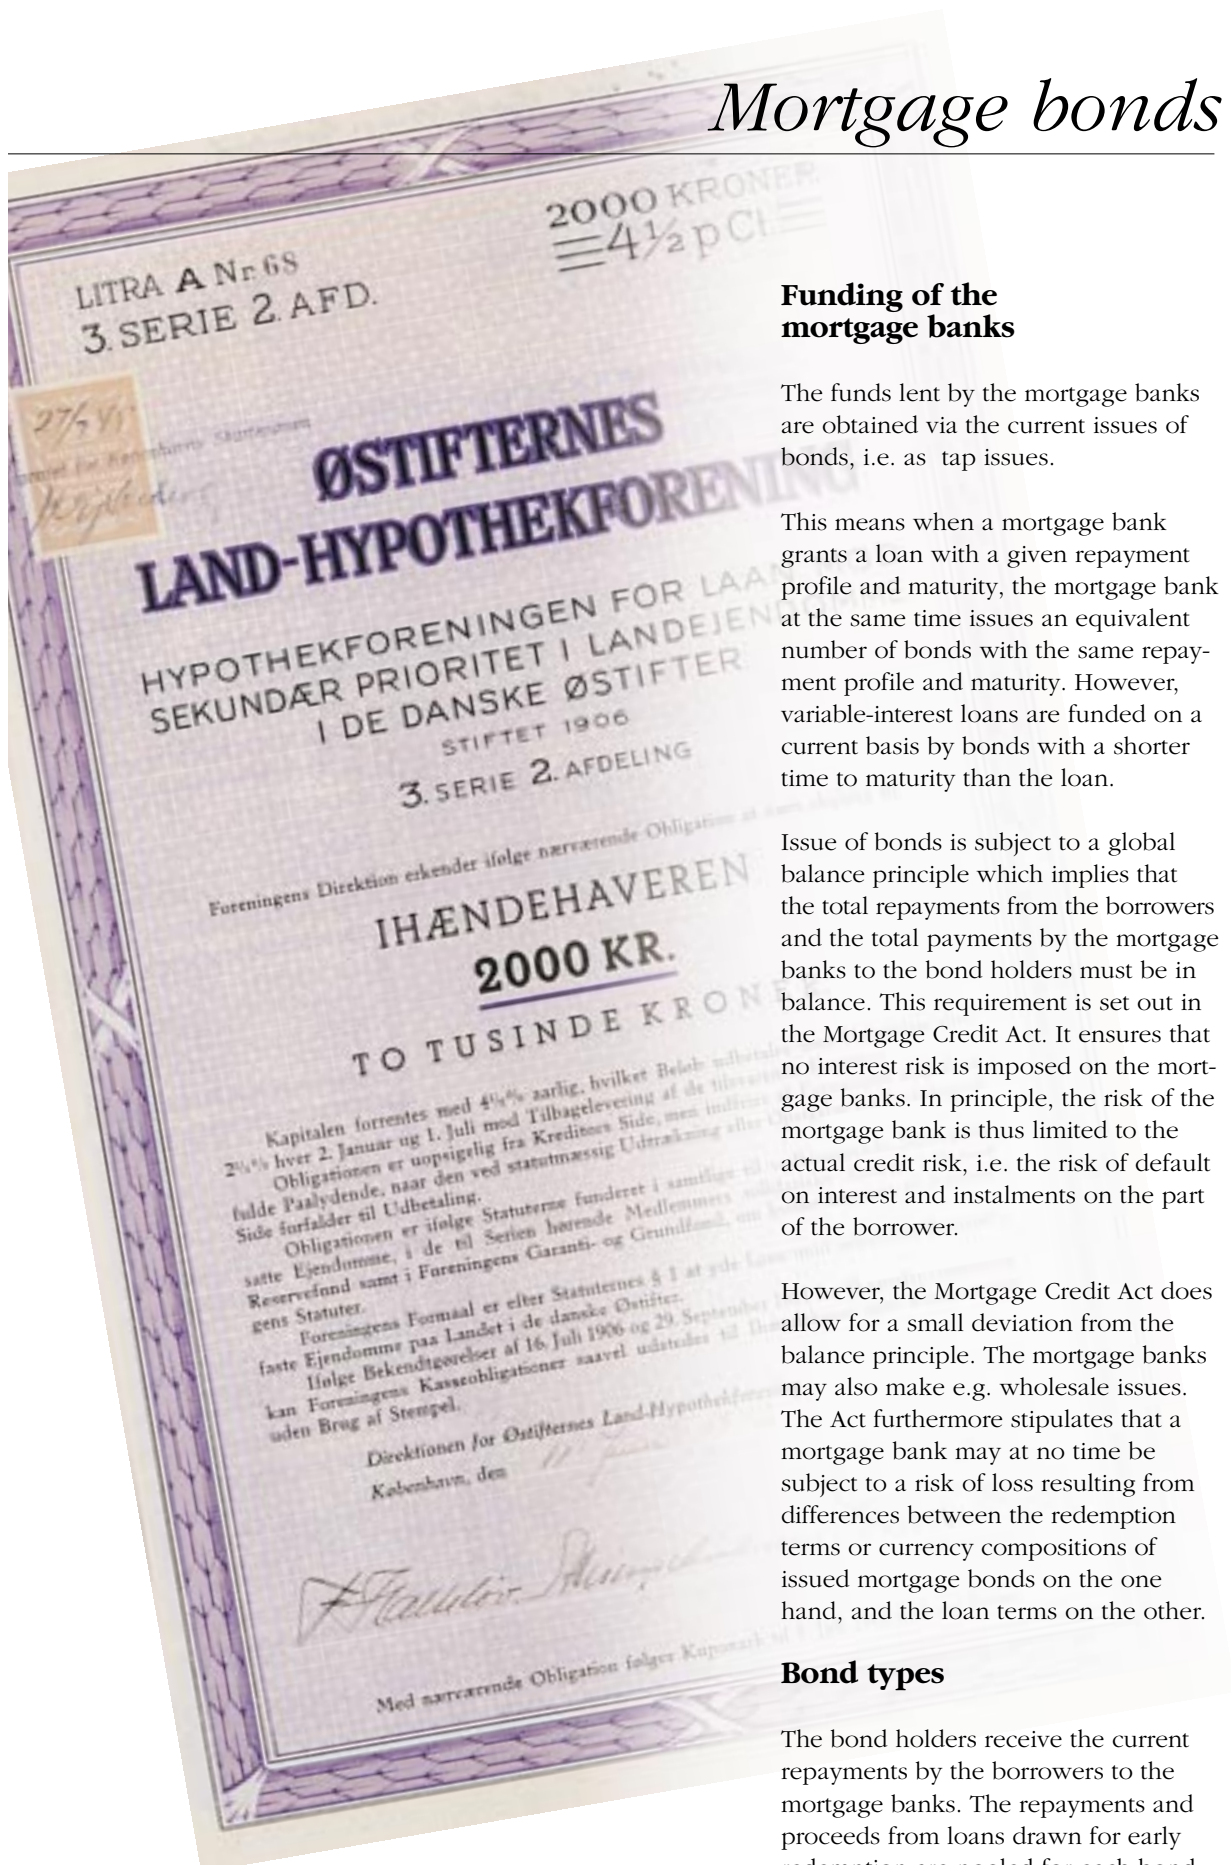 Mortgage bonds
2000 KRONER
4½ pCt
LITRA A Nr. 68
3. SERIE 2. AFD.
27/7
ØSTIFTERNES
LAND-HYPOTHEKFORENING
HYPOTHEKFORENINGEN FOR LAAN
SEKUNDÆR PRIORITET I LANDEJENDOMME
I DE DANSKE ØSTIFTER
STIFTET 1906
3. SERIE 2. AFDELING
Foreningens Direktion erkender ifølge nærværende Obligation at
IHÆNDEHAVEREN
2000 KR.
TO TUSINDE KRONER
Kapitalen forrentes med 4½% aarlig, hvilket Beløb udbetales
2¼% hver 2. Januar og 1. Juli mod Tilbagelevering af de
Obligationen er uopsigelig fra Kreditors Side, men
fulde Paalydende, naar den ved statutmæssig Udtrækning eller
Side forfalder til Udbetaling.
Obligationen er ifølge Statuterne funderet i samtlige
satte Ejendomme, i de til Serien hørende Medlemmers
Reservefond samt i Foreningens Garanti- og Grundfond,
gens Statuter.
Foreningens Formaal er efter Statuternes § 1 at yde
faste Ejendomme paa Landet i de danske Østifter.
Ifølge Bekendtgørelser af 16. Juli 1906 og 29. September
kan Foreningens Kasseobligationer saavel udstedes til
uden Brug af Stempel.
Direktionen for Østifternes Land-Hypothekforening
København, den
Med nærværende Obligation følger
Funding of the
mortgage banks
The funds lent by the mortgage banks
are obtained via the current issues of
bonds, i.e. as tap issues.
This means when a mortgage bank
grants a loan with a given repayment
profile and maturity, the mortgage bank
at the same time issues an equivalent
number of bonds with the same repay-
ment profile and maturity. However,
variable-interest loans are funded on a
current basis by bonds with a shorter
time to maturity than the loan.
Issue of bonds is subject to a global
balance principle which implies that
the total repayments from the borrowers
and the total payments by the mortgage
banks to the bond holders must be in
balance. This requirement is set out in
the Mortgage Credit Act. It ensures that
no interest risk is imposed on the mort-
gage banks. In principle, the risk of the
mortgage bank is thus limited to the
actual credit risk, i.e. the risk of default
on interest and instalments on the part
of the borrower.
However, the Mortgage Credit Act does
allow for a small deviation from the
balance principle. The mortgage banks
may also make e.g. wholesale issues.
The Act furthermore stipulates that a
mortgage bank may at no time be
subject to a risk of loss resulting from
differences between the redemption
terms or currency compositions of
issued mortgage bonds on the one
hand, and the loan terms on the other.
Bond types
The bond holders receive the current
repayments by the borrowers to the
mortgage banks. The repayments and
proceeds from loans drawn for early
redemption are pooled for each bond